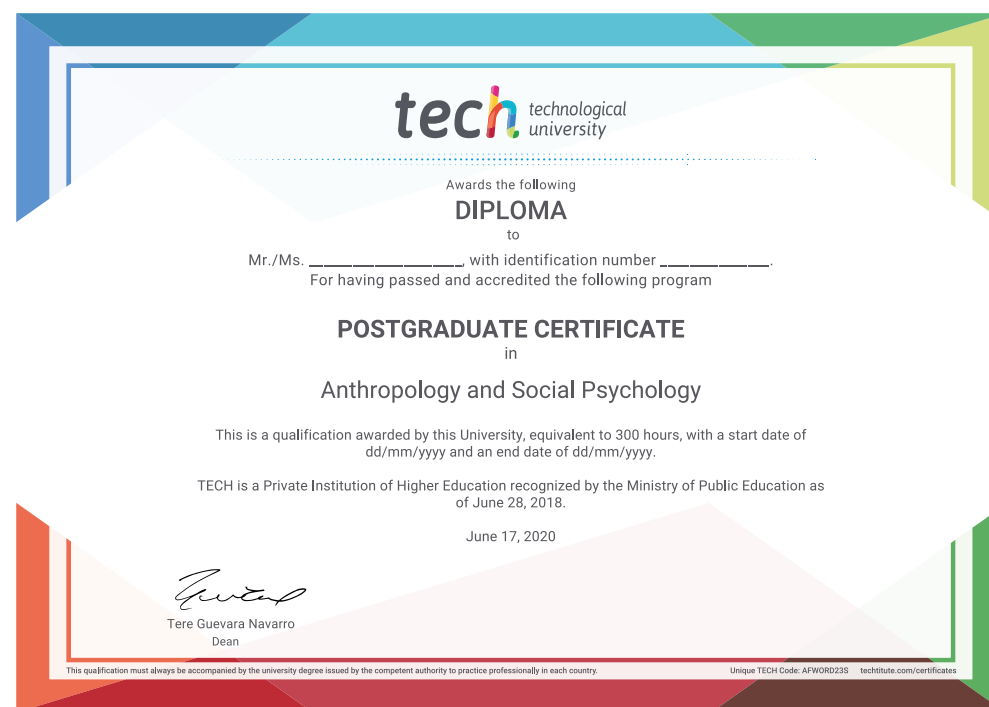 tech technological
university
Awards the following
DIPLOMA
to
Mr./Ms. ____________________, with identification number ______________.
For having passed and accredited the following program
POSTGRADUATE CERTIFICATE
in
Anthropology and Social Psychology
This is a qualification awarded by this University, equivalent to 300 hours, with a start date of
dd/mm/yyyy and an end date of dd/mm/yyyy.
TECH is a Private Institution of Higher Education recognized by the Ministry of Public Education as
of June 28, 2018.
June 17, 2020
Tere Guevara Navarro
Dean
This qualification must always be accompanied by the university degree issued by the competent authority to practice professionally in each country.
Unique TECH Code: AFWORD23S techtitute.com/certificates